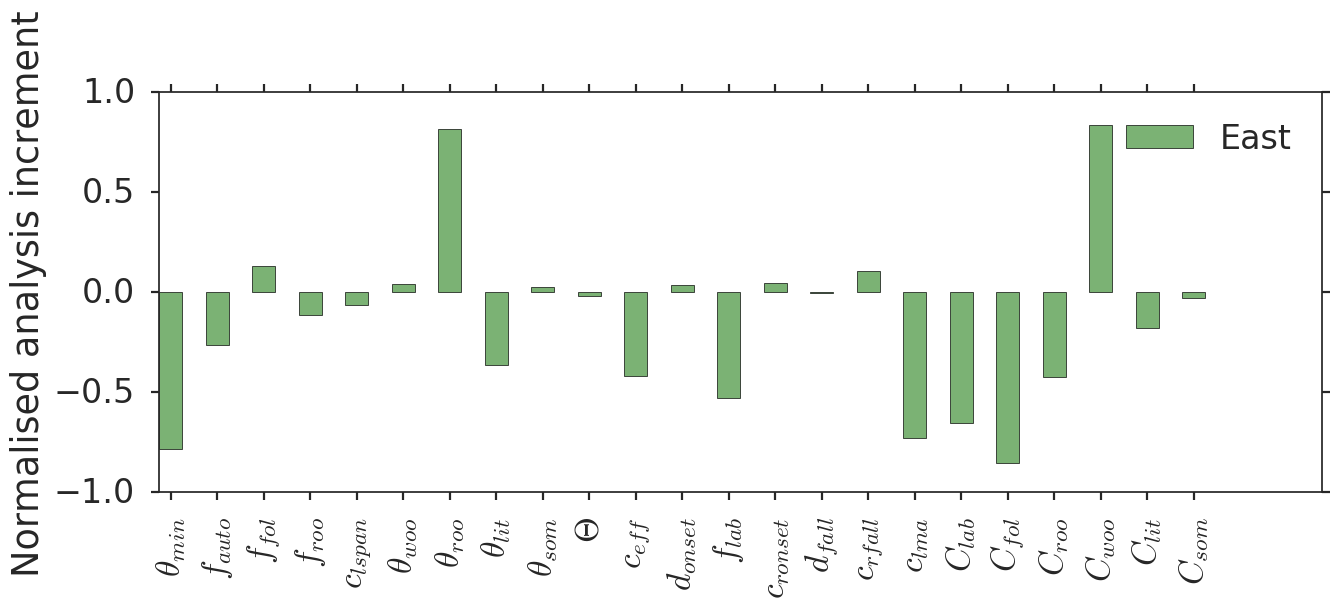 Normalised analysis increment
1.0
0.5
0.0
−0.5
−1.0
East
θmin
fauto
ffol
froo
clspan
θwoo
θroo
θlit
θsom
Θ
ceff
donset
flab
cronset
dfall
crfall
clma
Clab
Cfol
Croo
Cwoo
Clit
Csom